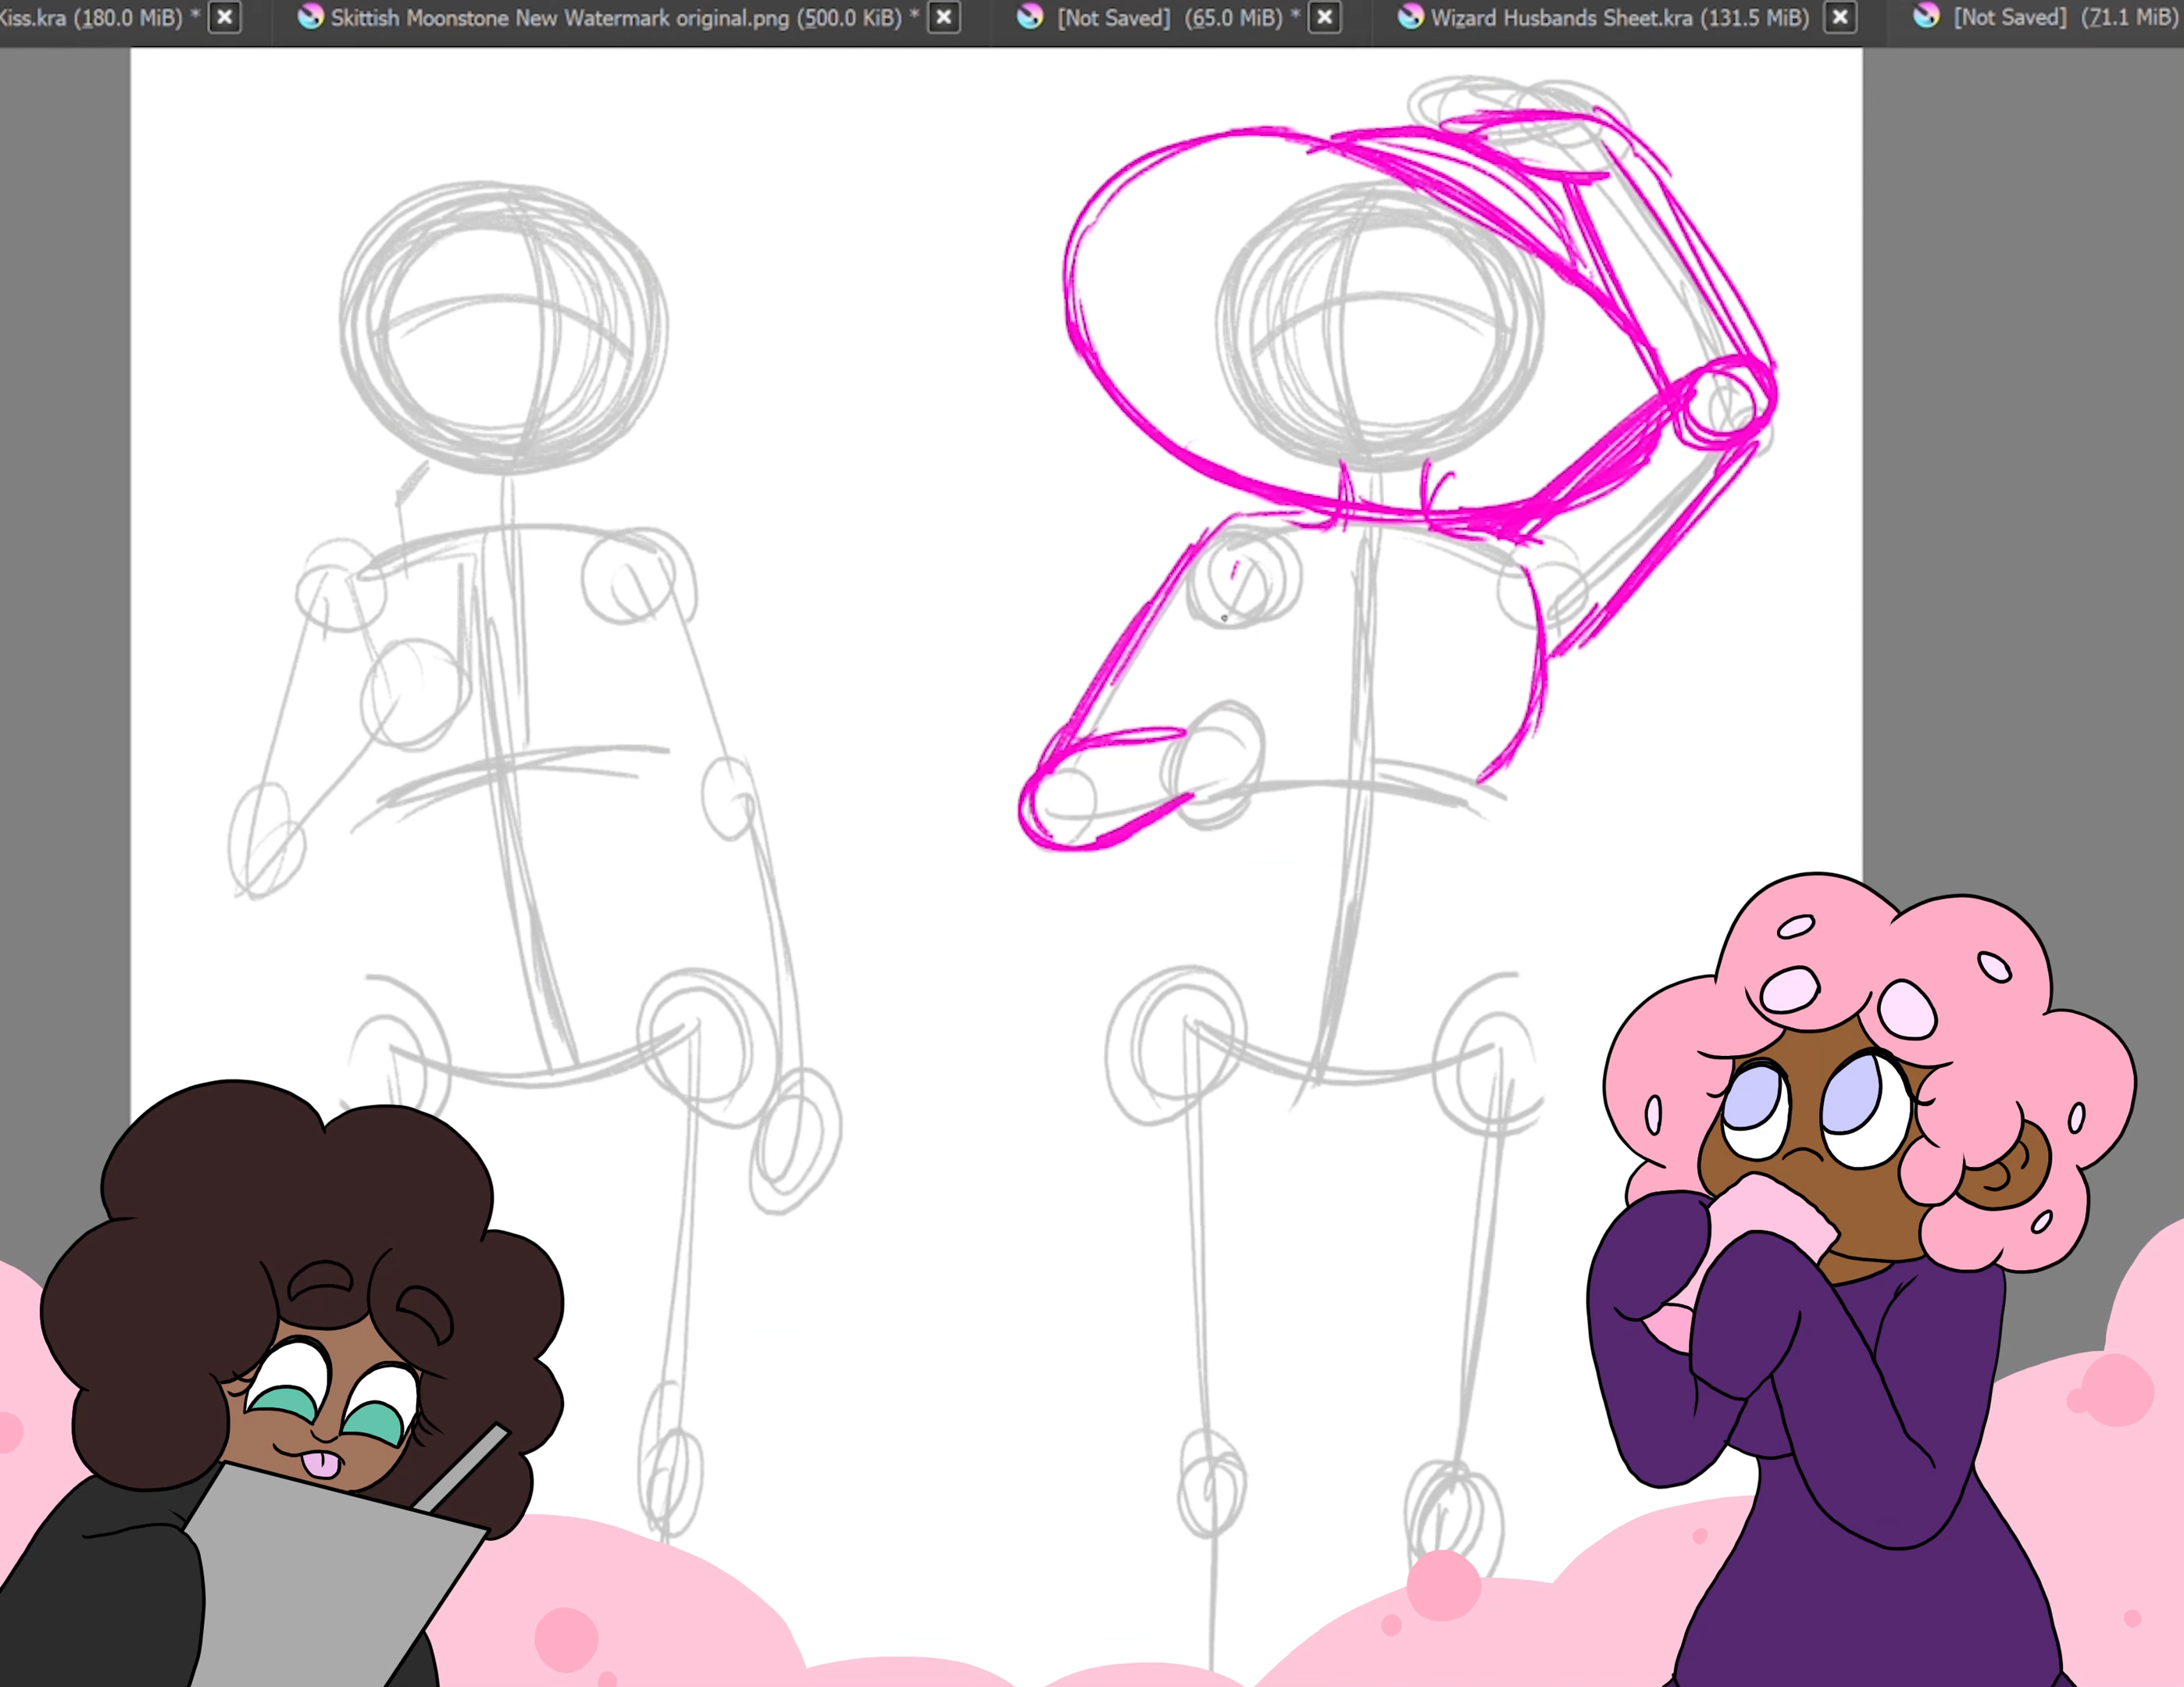 Kiss.kra (180.0 MiB) * Skittish Moonstone New Watermark original.png (500.0 KiB) * [Not Saved] (65.0 MiB) * Wizard Husbands Sheet.kra (131.5 MiB) [Not Saved] (71.1 MiB)